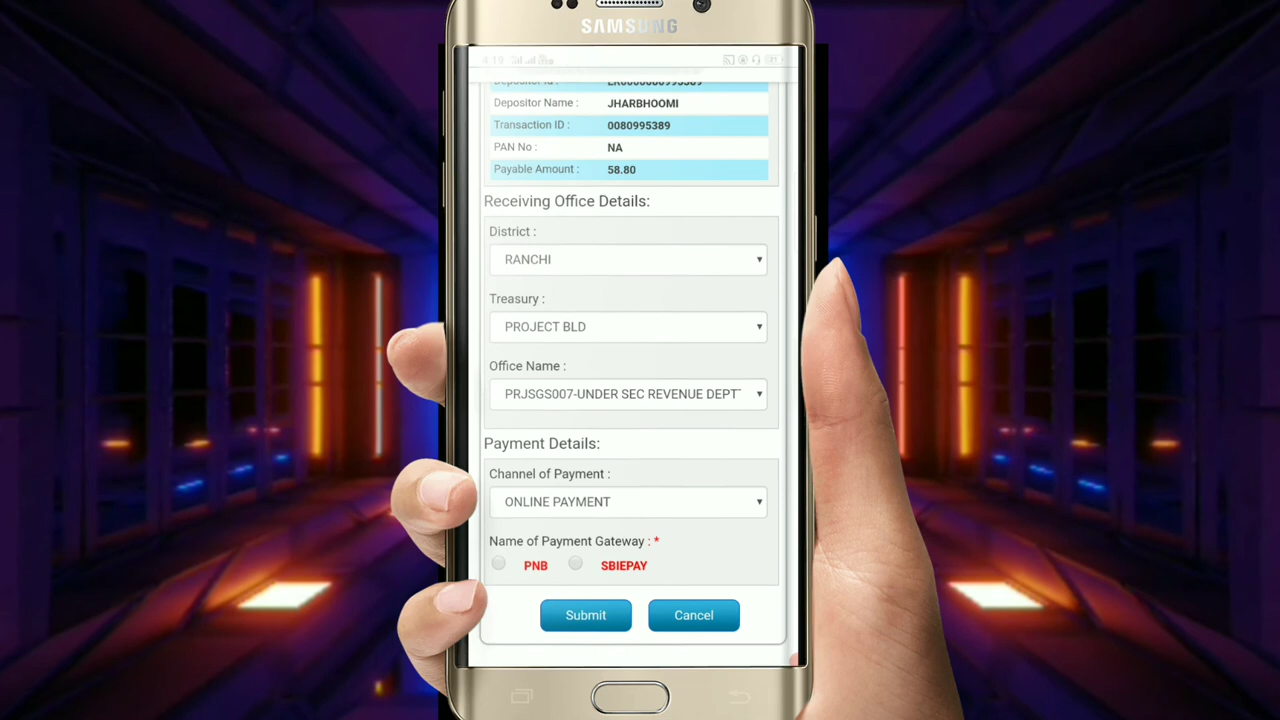 SAMSUNG
4:19
Depositor Name : JHARBHOOMI
Transaction ID : 0080995389
PAN No : NA
Payable Amount : 58.80
Receiving Office Details:
District :
RANCHI
Treasury :
PROJECT BLD
Office Name :
PRJSGS007-UNDER SEC REVENUE DEPT
Payment Details:
Channel of Payment :
ONLINE PAYMENT
Name of Payment Gateway : *
PNB SBIEPAY
Submit Cancel